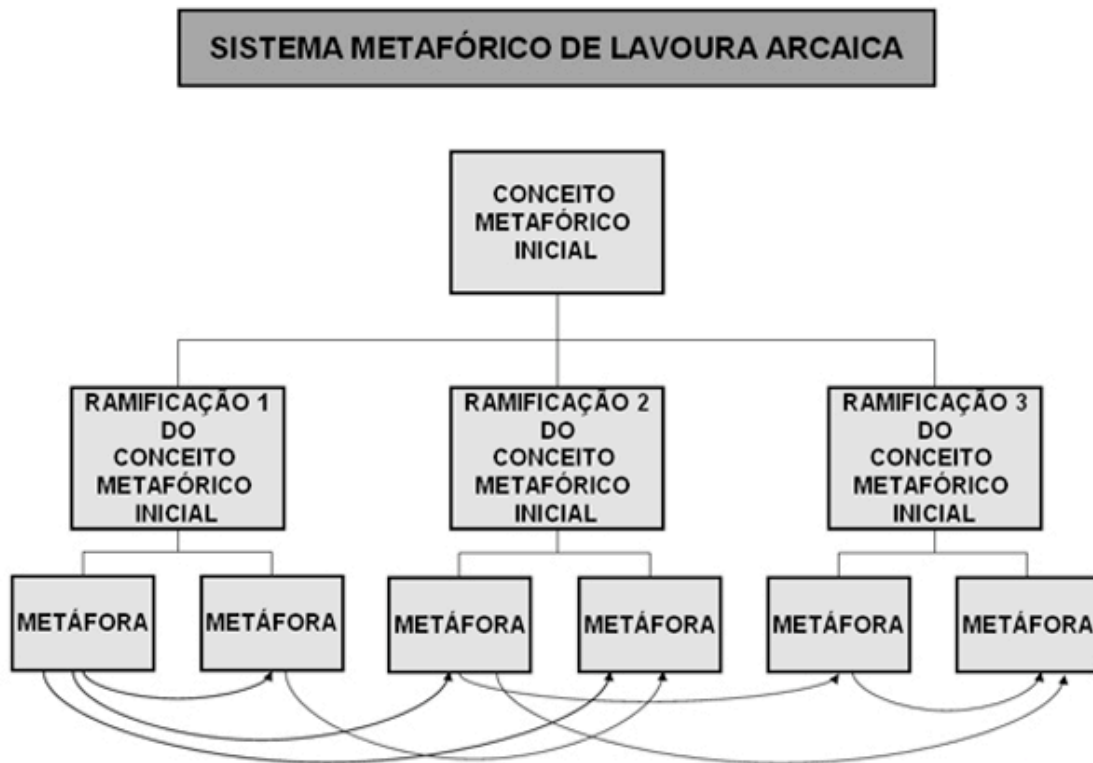 SISTEMA METAFÓRICO DE LAVOURA ARCAICA
CONCEITO
METAFÓRICO
INICIAL
RAMIFICAÇÃO 1
DO
CONCEITO
METAFÓRICO
INICIAL
RAMIFICAÇÃO 2
DO
CONCEITO
METAFÓRICO
INICIAL
RAMIFICAÇÃO 3
DO
CONCEITO
METAFÓRICO
INICIAL
METÁFORA
METÁFORA
METÁFORA
METÁFORA
METÁFORA
METÁFORA